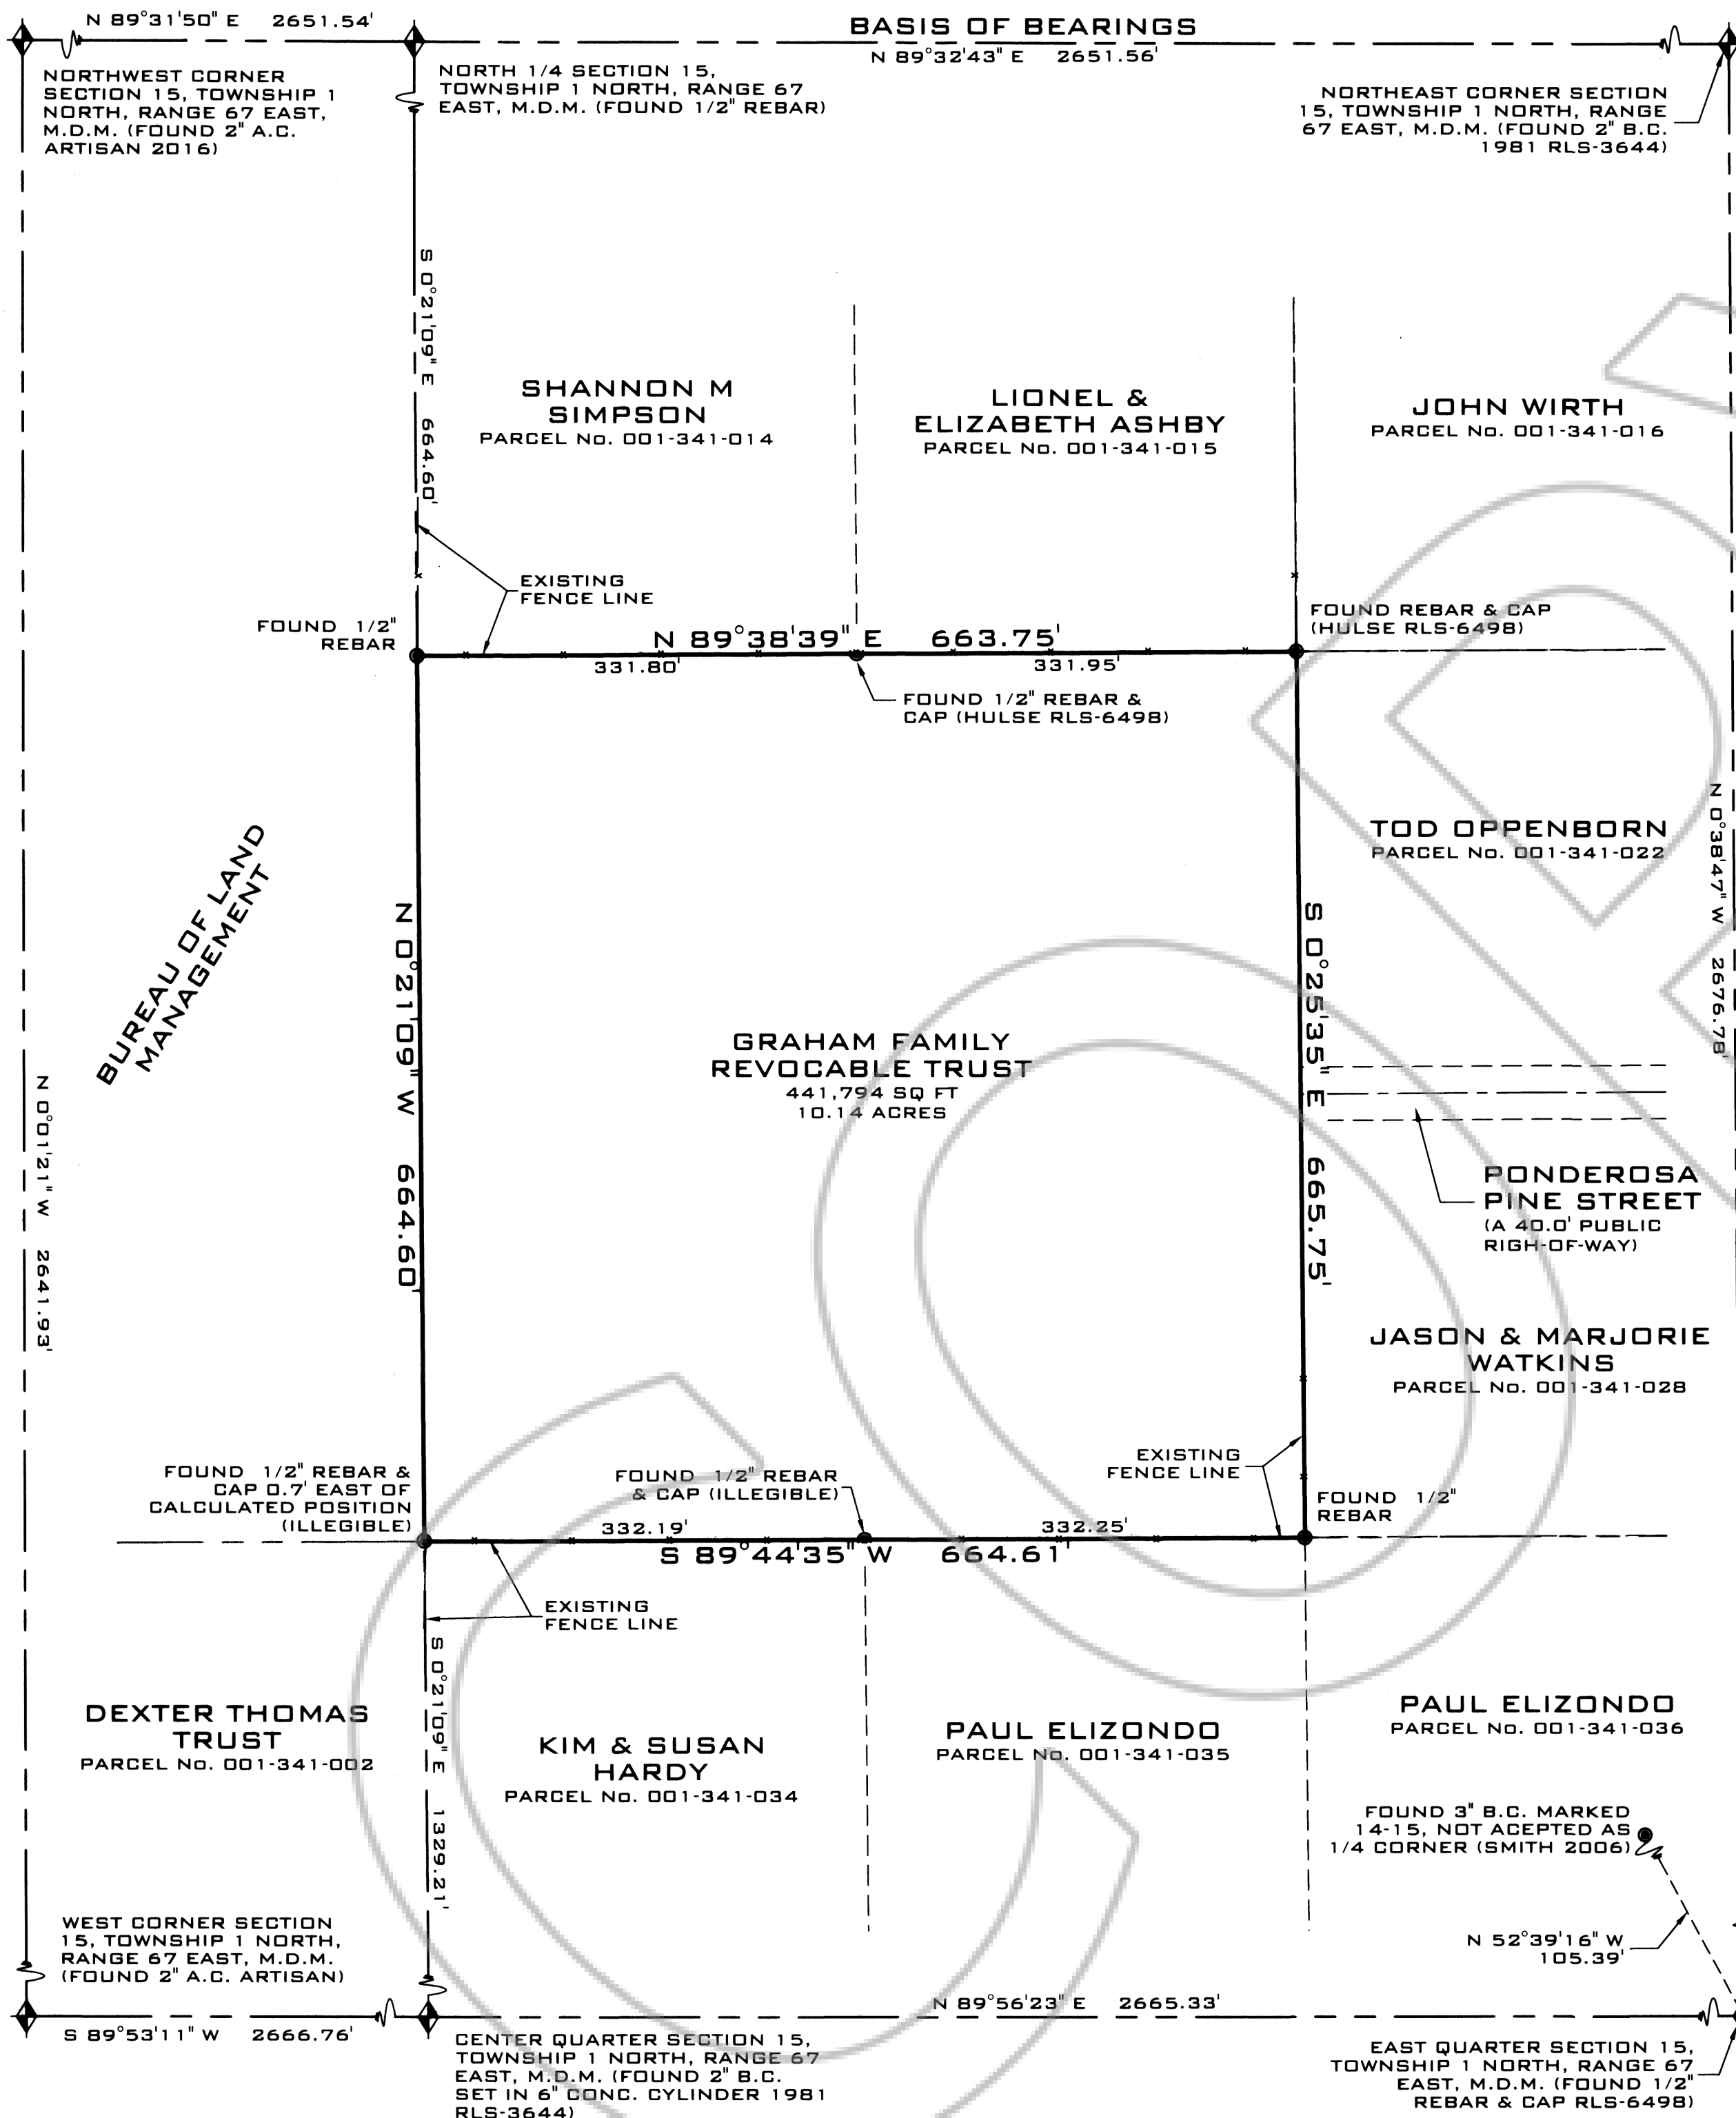 N 89°31'50" E 2651.54'
BASIS OF BEARINGS
N 89°32'43" E 2651.56'
NORTHWEST CORNER
SECTION 15, TOWNSHIP 1
NORTH, RANGE 67 EAST,
M.D.M. (FOUND 2" A.C.
ARTISAN 2016)
NORTH 1/4 SECTION 15,
TOWNSHIP 1 NORTH, RANGE 67
EAST, M.D.M. (FOUND 1/2" REBAR)
NORTHEAST CORNER SECTION
15, TOWNSHIP 1 NORTH, RANGE
67 EAST, M.D.M. (FOUND 2" B.C.
1981 RLS-3644)
S 0°21'09" E 664.60'
SHANNON M
SIMPSON
PARCEL No. 001-341-014
LIONEL &
ELIZABETH ASHBY
PARCEL No. 001-341-015
JOHN WIRTH
PARCEL No. 001-341-016
EXISTING
FENCE LINE
FOUND 1/2"
REBAR
N 89°38'39" E 663.75'
331.80'
331.95'
FOUND REBAR & CAP
(HULSE RLS-6498)
FOUND 1/2" REBAR &
CAP (HULSE RLS-6498)
TOD OPPENBORN
PARCEL No. 001-341-022
N 0°38'47" W 2676.78'
BUREAU OF LAND
MANAGEMENT
N 0°21'09" W 664.60'
S 0°25'35" E 665.75'
GRAHAM FAMILY
REVOCABLE TRUST
441,794 SQ FT
10.14 ACRES
N 0°01'21" W 2641.93'
PONDEROSA
PINE STREET
(A 40.0' PUBLIC
RIGH-OF-WAY)
JASON & MARJORIE
WATKINS
PARCEL No. 001-341-028
FOUND 1/2" REBAR &
CAP 0.7' EAST OF
CALCULATED POSITION
(ILLEGIBLE)
FOUND 1/2" REBAR
& CAP (ILLEGIBLE)
EXISTING
FENCE LINE
FOUND 1/2"
REBAR
332.19'
332.25'
S 89°44'35" W 664.61'
EXISTING
FENCE LINE
S 0°21'09" E 1329.21'
DEXTER THOMAS
TRUST
PARCEL No. 001-341-002
KIM & SUSAN
HARDY
PARCEL No. 001-341-034
PAUL ELIZONDO
PARCEL No. 001-341-035
PAUL ELIZONDO
PARCEL No. 001-341-036
FOUND 3" B.C. MARKED
14-15, NOT ACEPTED AS
1/4 CORNER (SMITH 2006)
N 52°39'16" W
105.39'
WEST CORNER SECTION
15, TOWNSHIP 1 NORTH,
RANGE 67 EAST, M.D.M.
(FOUND 2" A.C. ARTISAN)
S 89°53'11" W 2666.76'
N 89°56'23" E 2665.33'
CENTER QUARTER SECTION 15,
TOWNSHIP 1 NORTH, RANGE 67
EAST, M.D.M. (FOUND 2" B.C.
SET IN 6" CONC. CYLINDER 1981
RLS-3644)
EAST QUARTER SECTION 15,
TOWNSHIP 1 NORTH, RANGE 67
EAST, M.D.M. (FOUND 1/2"
REBAR & CAP RLS-6498)